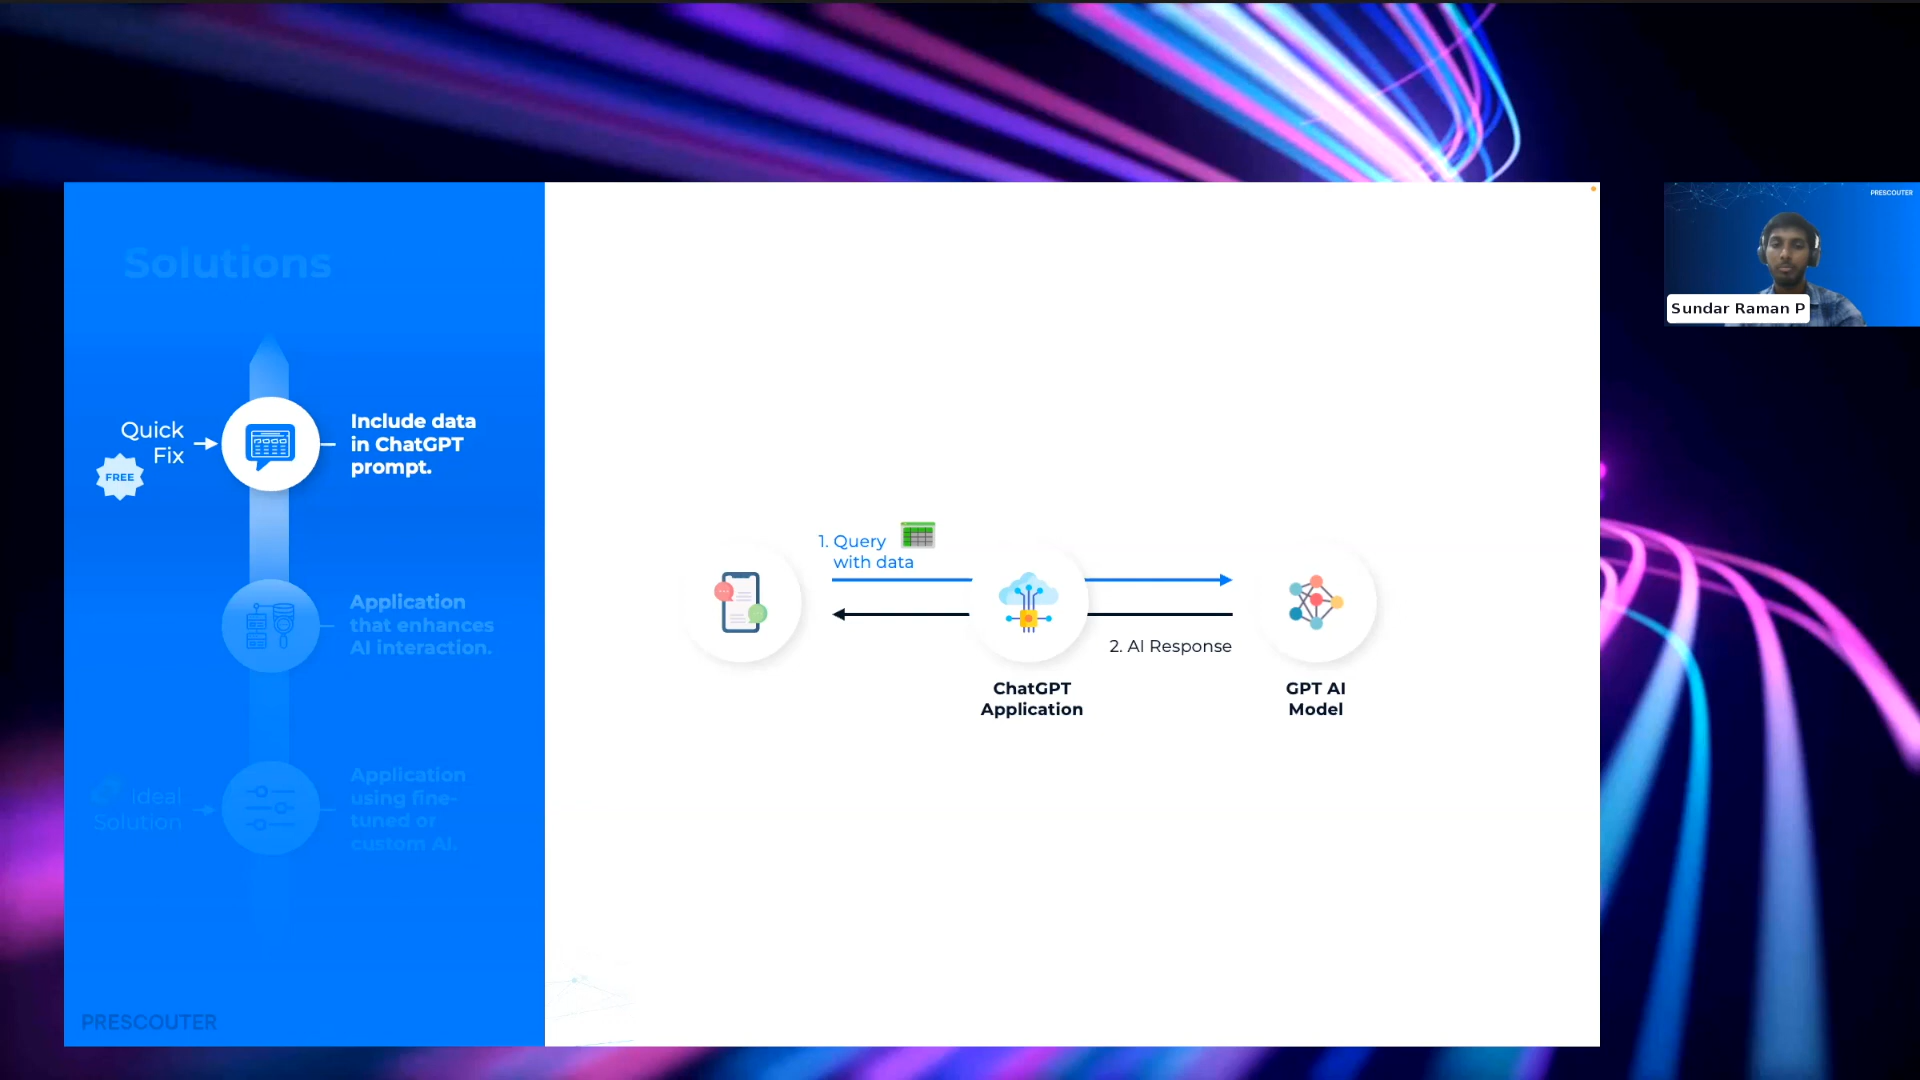 Solutions
Quick
Fix
FREE
Include data
in ChatGPT
prompt.
Application
that enhances
AI interaction.
Ideal
Solution
Application
using fine-
tuned or
custom AI.
PRESCOUTER
1. Query
with data
2. AI Response
ChatGPT
Application
GPT AI
Model
PRESCOUTER
Sundar Raman P